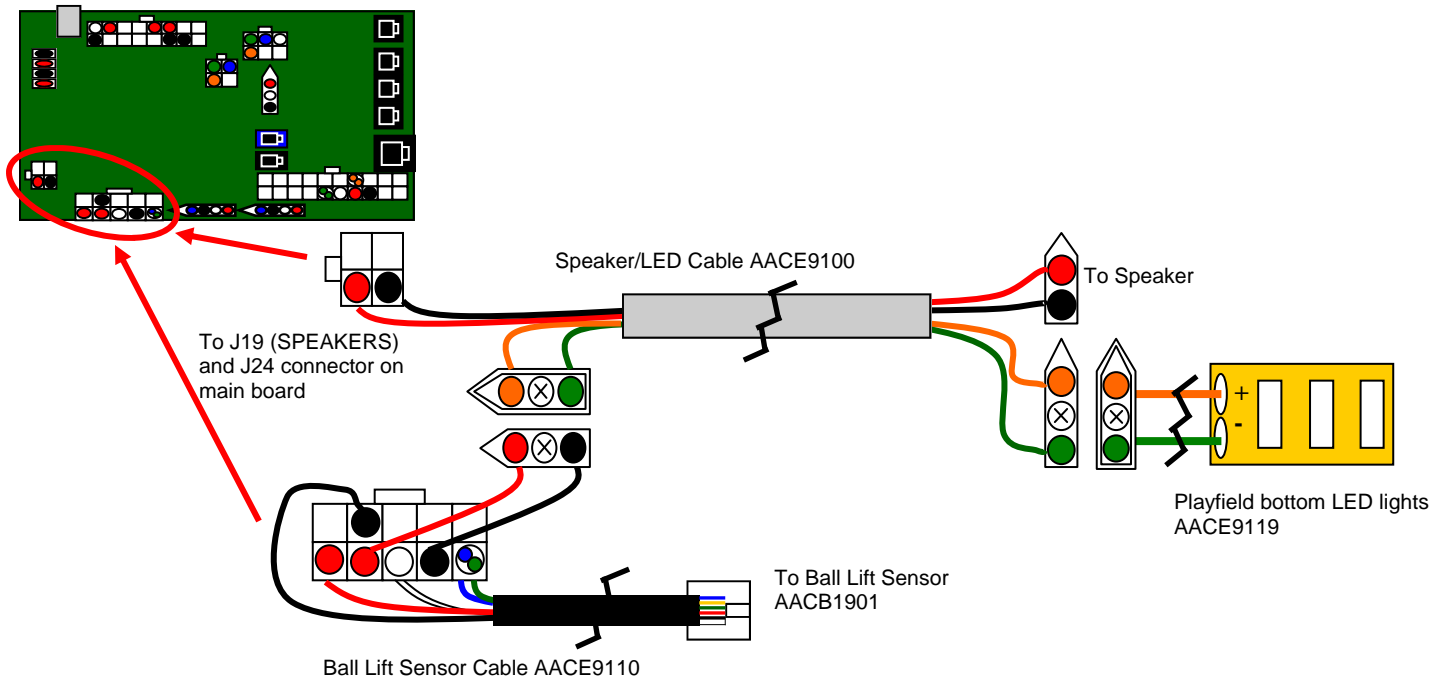 Speaker/LED Cable AACE9100
To Speaker
To J19 (SPEAKERS)
and J24 connector on
main board
+
-
Playfield bottom LED lights
AACE9119
To Ball Lift Sensor
AACB1901
Ball Lift Sensor Cable AACE9110